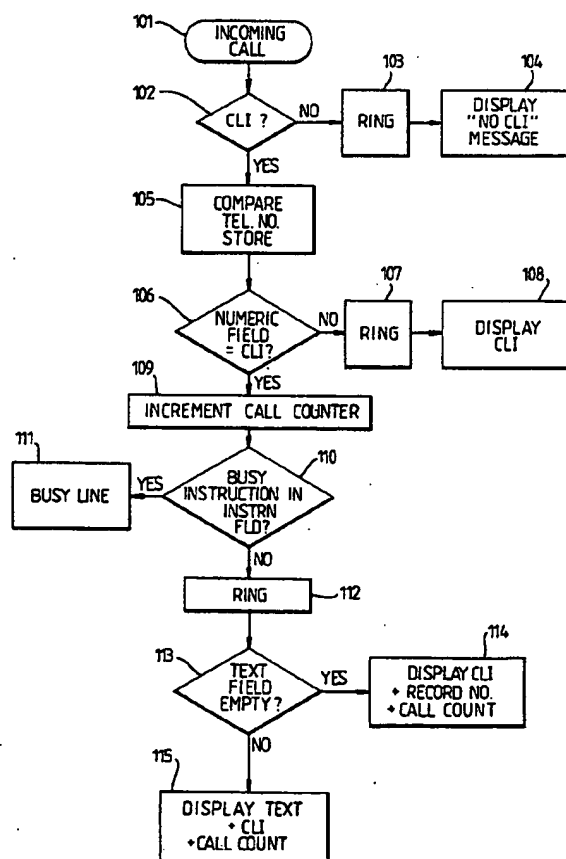 101
INCOMING
CALL
102
CLI ?
NO
103
RING
104
DISPLAY
"NO CLI"
MESSAGE
YES
105
COMPARE
TEL. NO.
STORE
106
NUMERIC
FIELD
= CLI?
NO
107
RING
108
DISPLAY
CLI
YES
109
INCREMENT CALL COUNTER
110
BUSY
INSTRUCTION IN
INSTRN
FLD?
YES
111
BUSY LINE
NO
RING
112
113
TEXT
FIELD
EMPTY?
YES
114
DISPLAY CLI
+ RECORD NO.
+CALL COUNT
NO
115
DISPLAY TEXT
+ CLI
+CALL COUNT